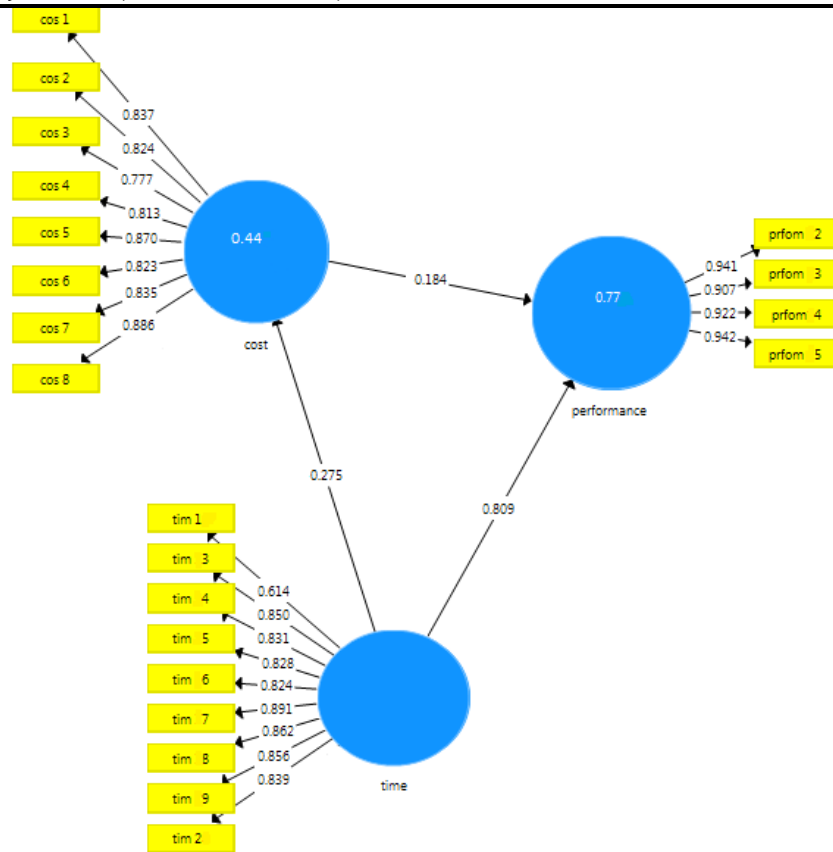 cos 1
cos 2
cos 3
cos 4
cos 5
cos 6
cos 7
cos 8
0.837
0.824
0.777
0.813
0.870
0.823
0.835
0.886
0.44
cost
0.184
0.77
performance
0.941
0.907
0.922
0.942
prfom 2
prfom 3
prfom 4
prfom 5
0.275
0.809
tim 1
tim 3
tim 4
tim 5
tim 6
tim 7
tim 8
tim 9
tim 2
0.614
0.850
0.831
0.828
0.824
0.891
0.862
0.856
0.839
time